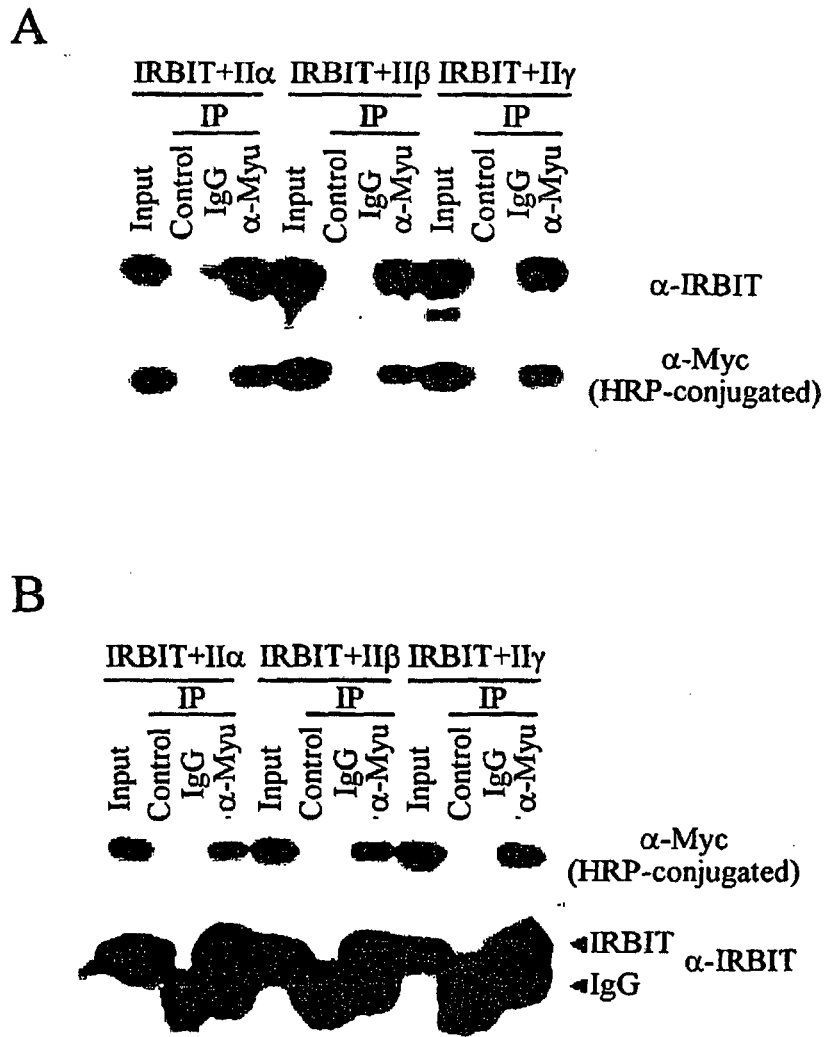 A
IRBIT+IIα IRBIT+IIβ IRBIT+IIγ
IP IP IP
Input Control IgG α-Myu Input Control IgG α-Myu Input Control IgG α-Myu
α-IRBIT
α-Myc
(HRP-conjugated)
B
IRBIT+IIα IRBIT+IIβ IRBIT+IIγ
IP IP IP
Input Control IgG α-Myu Input Control IgG α-Myu Input Control IgG α-Myu
α-Myc
(HRP-conjugated)
IRBIT
α-IRBIT
IgG